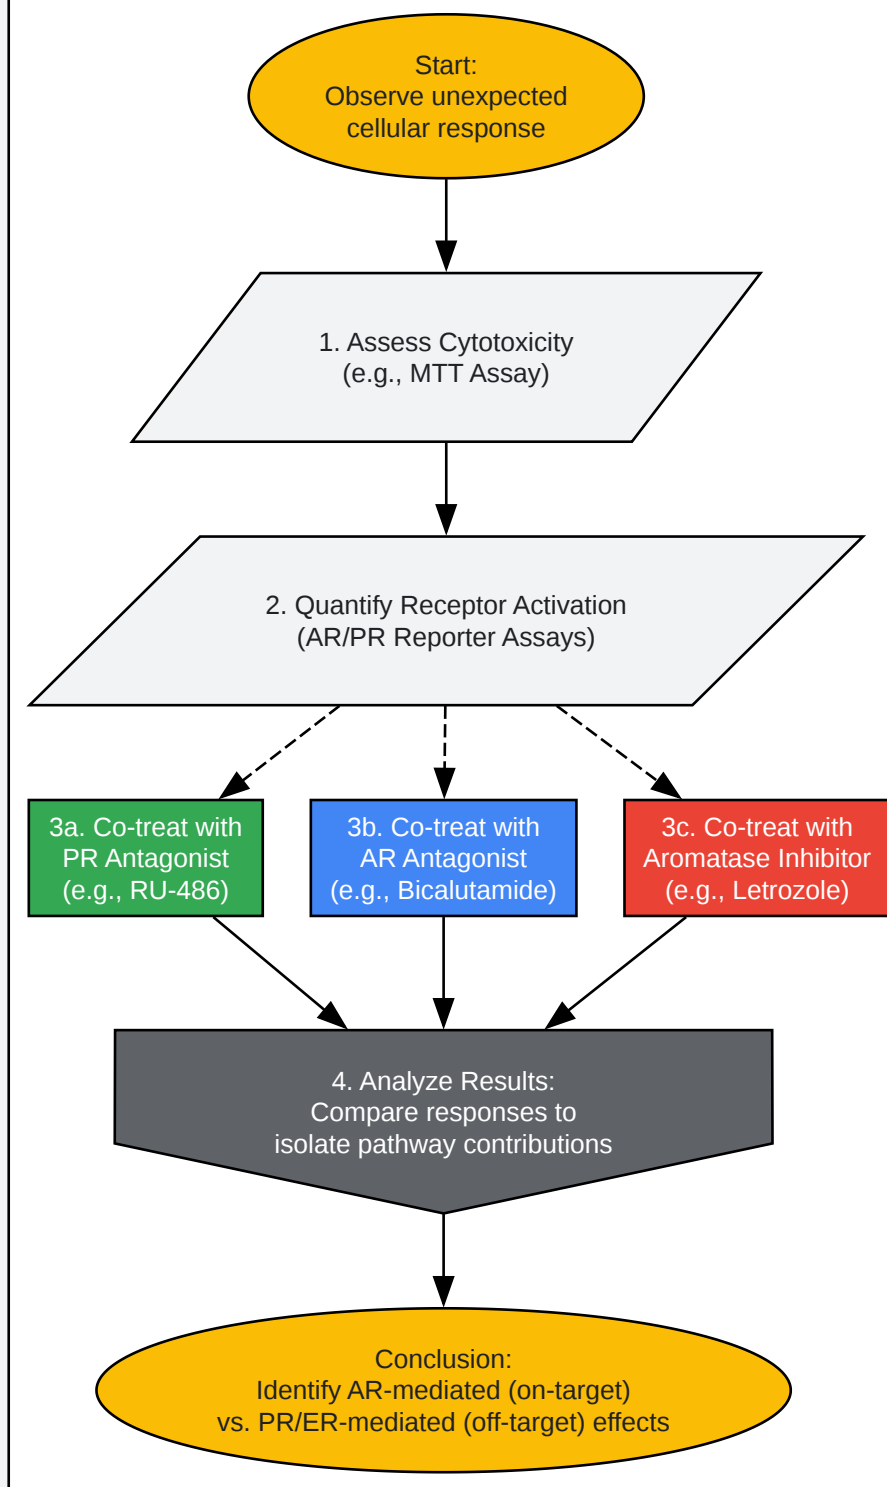 Start:
Observe unexpected
cellular response
1. Assess Cytotoxicity
(e.g., MTT Assay)
2. Quantify Receptor Activation
(AR/PR Reporter Assays)
3a. Co-treat with
PR Antagonist
(e.g., RU-486)
3b. Co-treat with
AR Antagonist
(e.g., Bicalutamide)
3c. Co-treat with
Aromatase Inhibitor
(e.g., Letrozole)
4. Analyze Results:
Compare responses to
isolate pathway contributions
Conclusion:
Identify AR-mediated (on-target)
vs. PR/ER-mediated (off-target) effects